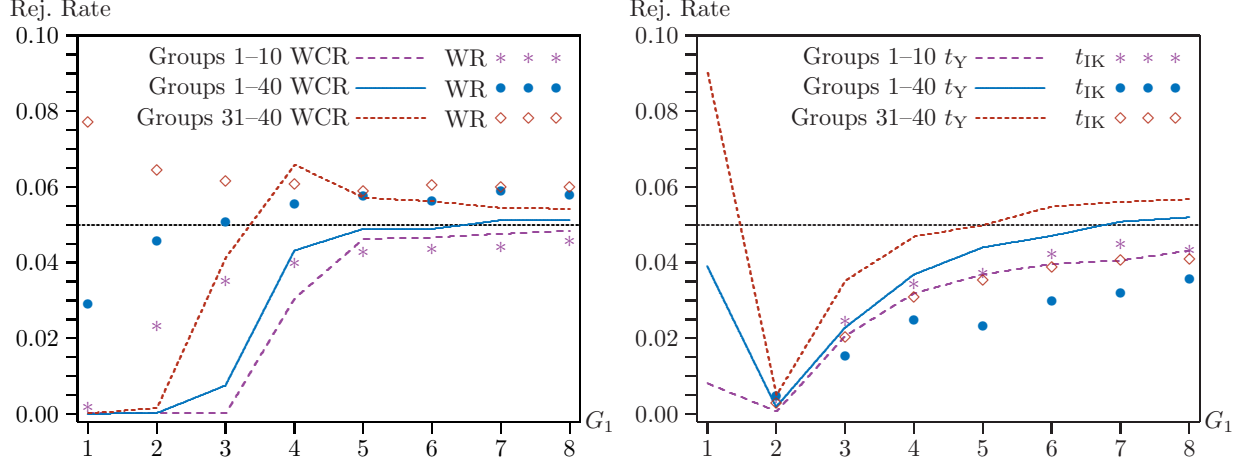 Rej. Rate
0.10
0.08
0.06
0.04
0.02
0.00
1 2 3 4 5 6 7 8
G1
Groups 1–10 WCR WR
Groups 1–40 WCR WR
Groups 31–40 WCR WR
Rej. Rate
0.10
0.08
0.06
0.04
0.02
0.00
1 2 3 4 5 6 7 8
G1
Groups 1–10 tY tIK
Groups 1–40 tY tIK
Groups 31–40 tY tIK